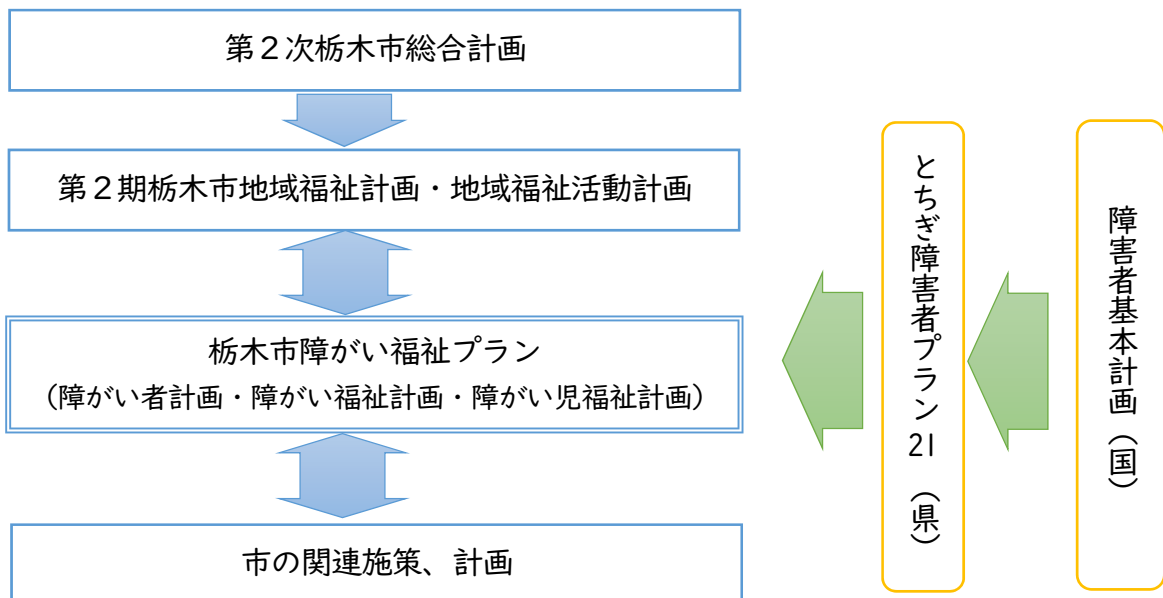 第２次栃木市総合計画
第２期栃木市地域福祉計画・地域福祉活動計画
栃木市障がい福祉プラン
（障がい者計画・障がい福祉計画・障がい児福祉計画）
市の関連施策、計画
とちぎ障害者プラン21（県）
障害者基本計画（国）